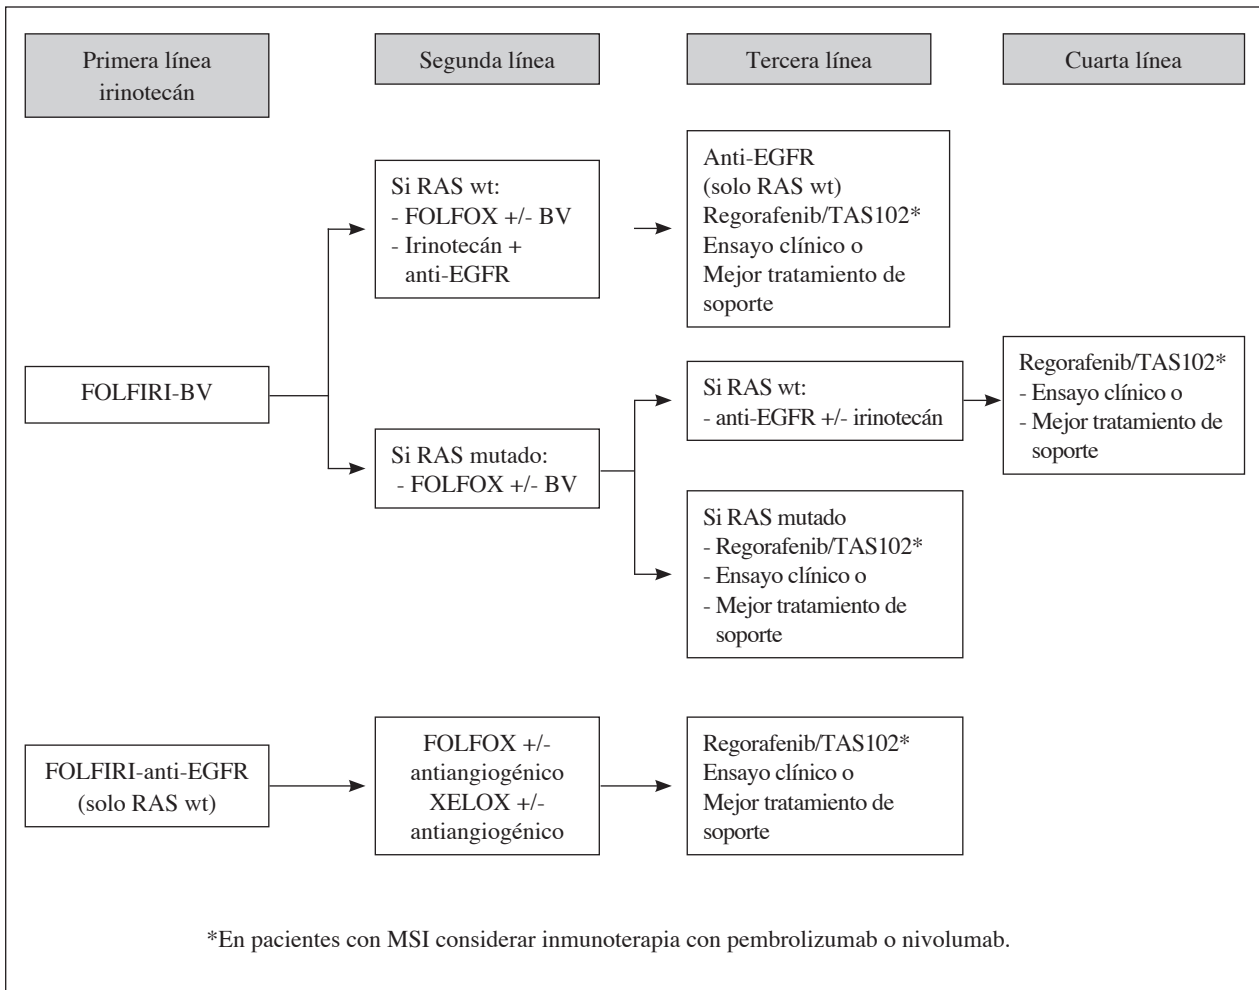 Primera línea
irinotecán
Segunda línea
Tercera línea
Cuarta línea
Si RAS wt:
- FOLFOX +/- BV
- Irinotecán +
anti-EGFR
Anti-EGFR
(solo RAS wt)
Regorafenib/TAS102*
Ensayo clínico o
Mejor tratamiento de
soporte
FOLFIRI-BV
Si RAS mutado:
- FOLFOX +/- BV
Si RAS wt:
- anti-EGFR +/- irinotecán
Regorafenib/TAS102*
- Ensayo clínico o
- Mejor tratamiento de
soporte
Si RAS mutado
- Regorafenib/TAS102*
- Ensayo clínico o
- Mejor tratamiento de
soporte
FOLFIRI-anti-EGFR
(solo RAS wt)
FOLFOX +/-
antiangiogénico
XELOX +/-
antiangiogénico
Regorafenib/TAS102*
Ensayo clínico o
Mejor tratamiento de
soporte
*En pacientes con MSI considerar inmunoterapia con pembrolizumab o nivolumab.